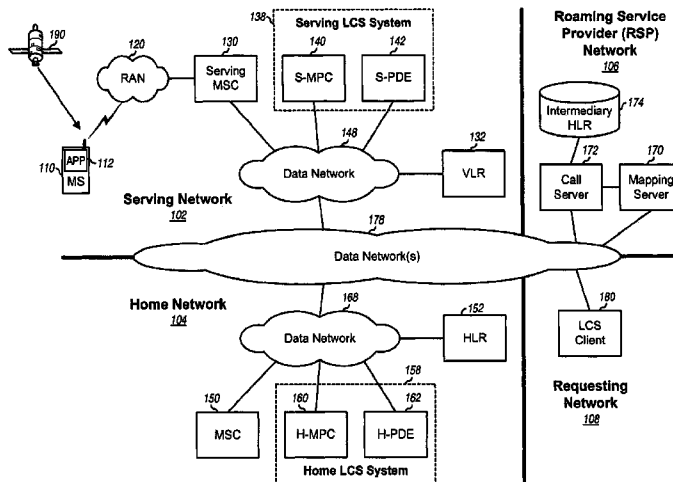 Serving LCS System
138
190
120
130
140
142
RAN
Serving
MSC
S-MPC
S-PDE
Roaming Service
Provider (RSP)
Network
106
174
Intermediary
HLR
APP
112
110
MS
148
132
Data Network
VLR
172
170
Call
Server
Mapping
Server
Serving Network
102
178
Data Network(s)
Home Network
104
168
152
Data Network
HLR
180
LCS
Client
158
150
160
162
MSC
H-MPC
H-PDE
Home LCS System
Requesting
Network
108